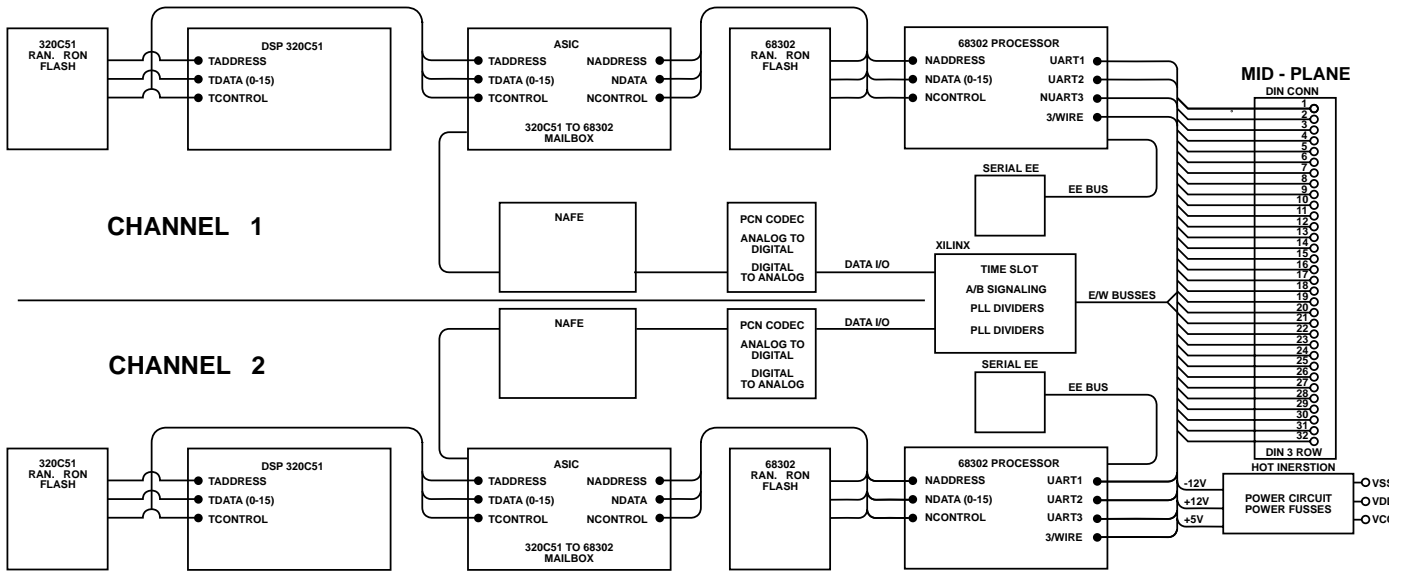 320C51
RAN. RON
FLASH
DSP 320C51
TADDRESS
TDATA (0-15)
TCONTROL
ASIC
TADDRESS
TDATA (0-15)
TCONTROL
NADDRESS
NDATA
NCONTROL
320C51 TO 68302
MAILBOX
68302
RAN. RON
FLASH
68302 PROCESSOR
NADDRESS
NDATA (0-15)
NCONTROL
UART1
UART2
NUART3
3/WIRE
MID - PLANE
DIN CONN
1
2
3
4
5
6
7
8
9
10
11
12
13
14
15
16
17
18
19
20
21
22
23
24
25
26
27
28
29
30
31
32
DIN 3 ROW
SERIAL EE
EE BUS
CHANNEL 1
NAFE
PCN CODEC
ANALOG TO
DIGITAL
DIGITAL
TO ANALOG
DATA I/O
XILINX
TIME SLOT
A/B SIGNALING
PLL DIVIDERS
PLL DIVIDERS
E/W BUSSES
CHANNEL 2
NAFE
PCN CODEC
ANALOG TO
DIGITAL
DIGITAL
TO ANALOG
DATA I/O
SERIAL EE
EE BUS
320C51
RAN. RON
FLASH
DSP 320C51
TADDRESS
TDATA (0-15)
TCONTROL
ASIC
TADDRESS
TDATA (0-15)
TCONTROL
NADDRESS
NDATA
NCONTROL
320C51 TO 68302
MAILBOX
68302
RAN. RON
FLASH
68302 PROCESSOR
NADDRESS
NDATA (0-15)
NCONTROL
UART1
UART2
UART3
3/WIRE
HOT INERSTION
-12V
+12V
+5V
POWER CIRCUIT
POWER FUSSES